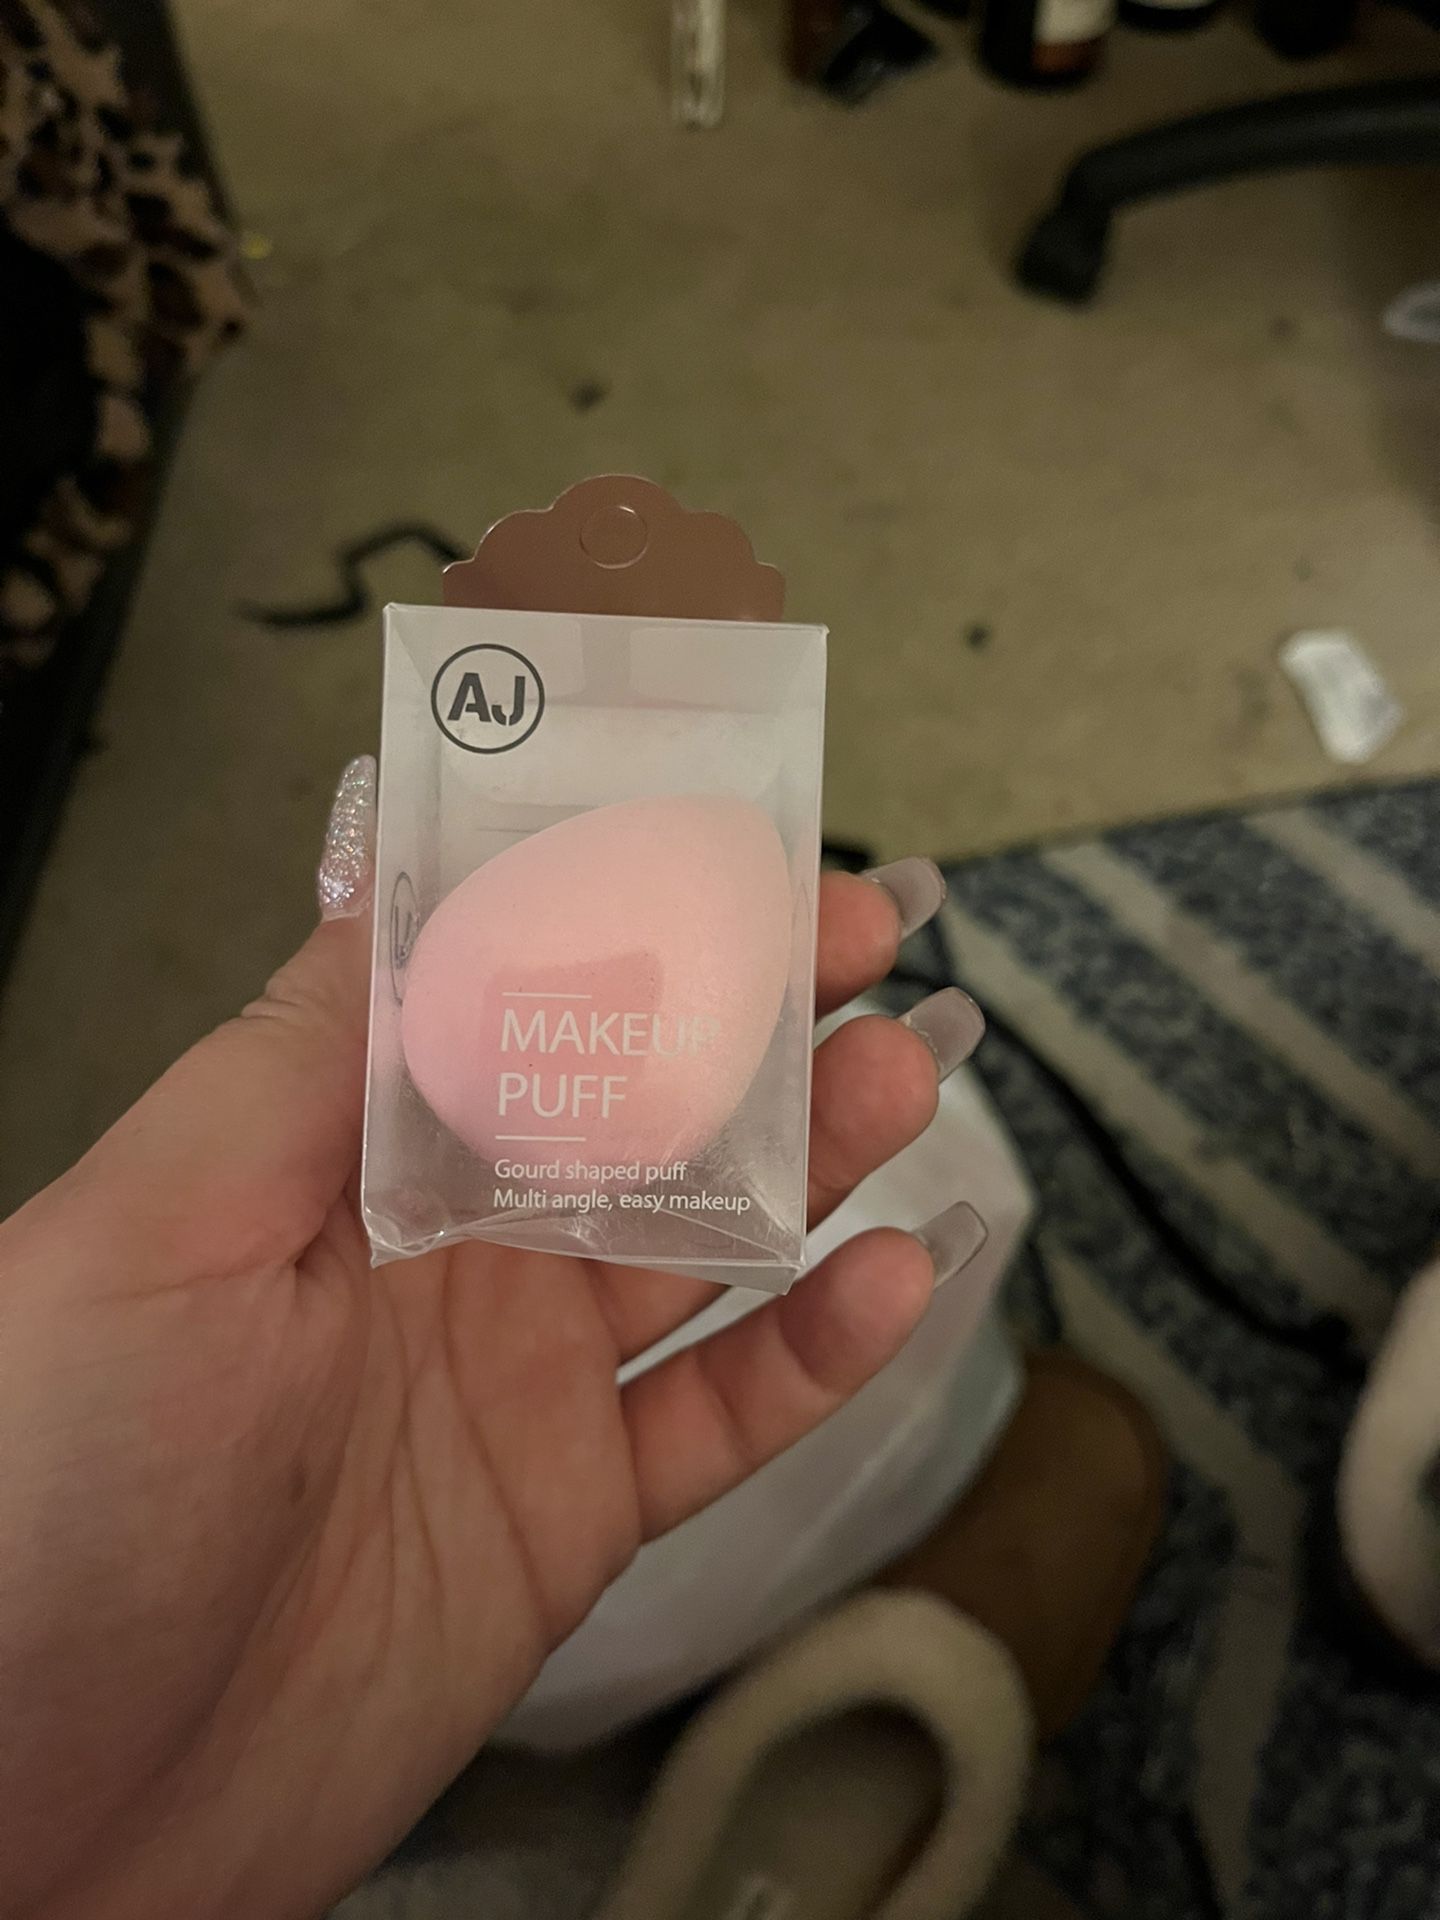 AJ
MAKEUP
PUFF
Gourd shaped puff
Multi angle, easy makeup